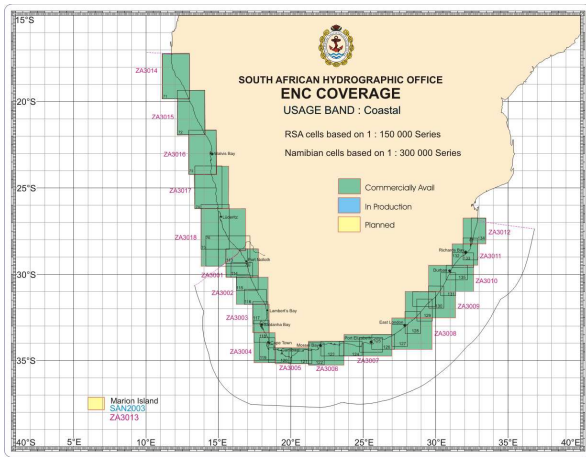 15°S
SOUTH AFRICAN HYDROGRAPHIC OFFICE
ENC COVERAGE
USAGE BAND : Coastal
RSA cells based on 1 : 150 000 Series
Namibian cells based on 1 : 300 000 Series
Commercially Avail
In Production
Planned
ZA3014
20°S
ZA3015
ZA3016
Walvis Bay
ZA3017
25°S
Luderitz
ZA3018
ZA3012
Richards Bay
ZA3011
Port Nolloth
30°S
ZA3001
Durban
ZA3010
ZA3002
Lambert's Bay
ZA3009
ZA3003
Saldanha Bay
East London
ZA3008
Cape Town
Mossel Bay
Port Elizabeth
ZA3004
35°S
ZA3005
ZA3006
ZA3007
Marion Island
SAN2003
ZA3013
40°S
5°E
10°E
15°E
20°E
25°E
30°E
35°E
40°E